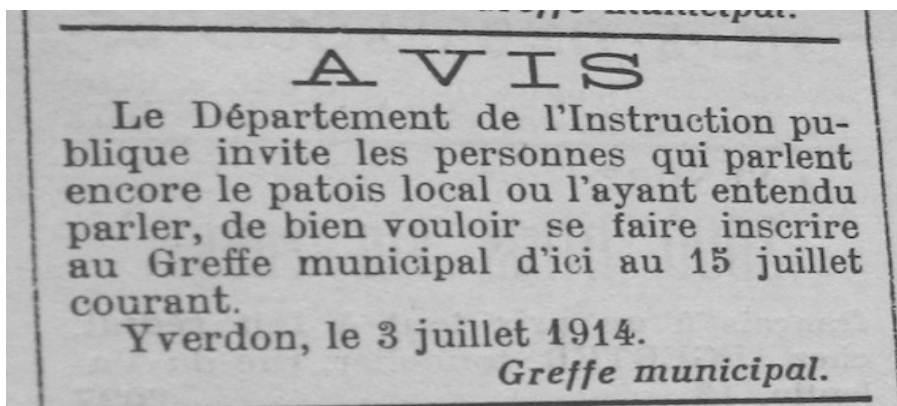 Greffe municipal.
AVIS
Le Département de l'Instruction pu-
blique invite les personnes qui parlent
encore le patois local ou l'ayant entendu
parler, de bien vouloir se faire inscrire
au Greffe municipal d'ici au 15 juillet
courant.
Yverdon, le 3 juillet 1914.
Greffe municipal.